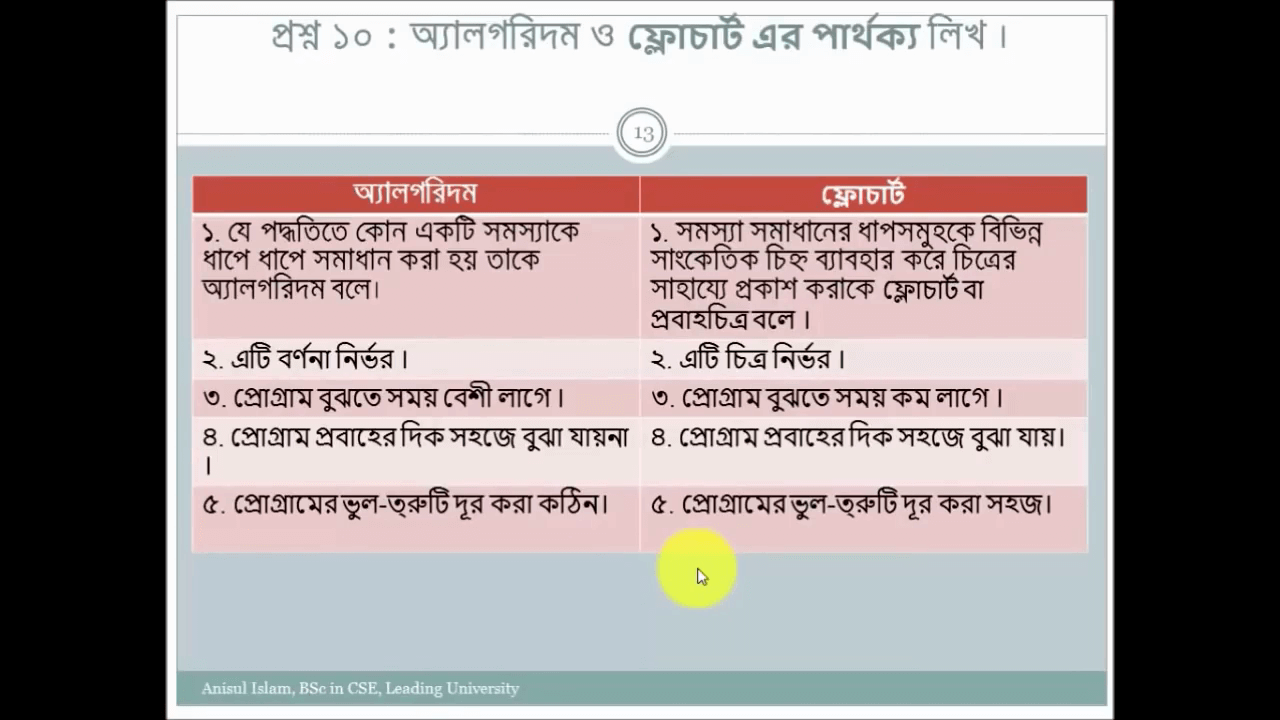 প্রশ্ন ১০ : অ্যালগরিদম ও ফ্লোচার্ট এর পার্থক্য লিখ ।
13
অ্যালগরিদম
ফ্লোচার্ট
১. যে পদ্ধতিতে কোন একটি সমস্যাকে
ধাপে ধাপে সমাধান করা হয় তাকে
অ্যালগরিদম বলে।
১. সমস্যা সমাধানের ধাপসমুহকে বিভিন্ন
সাংকেতিক চিহ্ন ব্যাবহার করে চিত্রের
সাহায্যে প্রকাশ করাকে ফ্লোচার্ট বা
প্রবাহচিত্র বলে ।
২. এটি বর্ণনা নির্ভর ।
২. এটি চিত্র নির্ভর ।
৩. প্রোগ্রাম বুঝতে সময় বেশী লাগে ।
৩. প্রোগ্রাম বুঝতে সময় কম লাগে ।
৪. প্রোগ্রাম প্রবাহের দিক সহজে বুঝা যায়না
।
৪. প্রোগ্রাম প্রবাহের দিক সহজে বুঝা যায়।
৫. প্রোগ্রামের ভুল-ত্রুটি দূর করা কঠিন।
৫. প্রোগ্রামের ভুল-ত্রুটি দূর করা সহজ।
Anisul Islam, BSc in CSE, Leading University